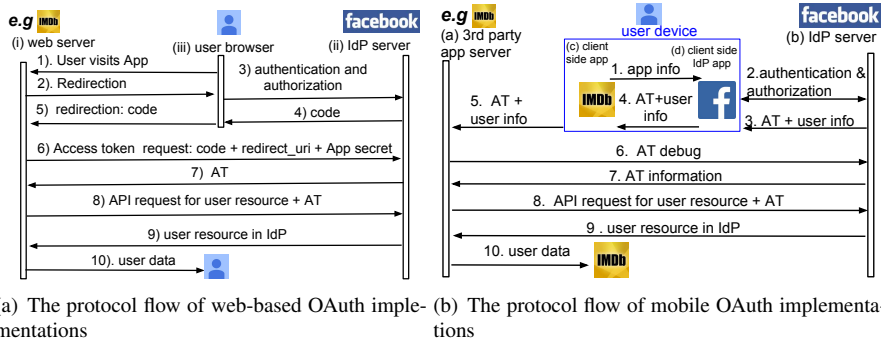 e.g IMDb
facebook
(i) web server
(iii) user browser
(ii) IdP server
1). User visits App
2). Redirection
3) authentication and
authorization
4) code
5) redirection: code
6) Access token request: code + redirect_uri + App secret
7) AT
8) API request for user resource + AT
9) user resource in IdP
10). user data
(a) The protocol flow of web-based OAuth imple-
mentations
e.g IMDb
facebook
(a) 3rd party
app server
user device
(b) IdP server
(c) client
side app
(d) client side
IdP app
1. app info
IMDb
f
2.authentication &
authorization
3. AT + user info
4. AT+user
info
5. AT +
user info
6. AT debug
7. AT information
8. API request for user resource + AT
9 . user resource in IdP
10. user data
IMDb
(b) The protocol flow of mobile OAuth implementa-
tions